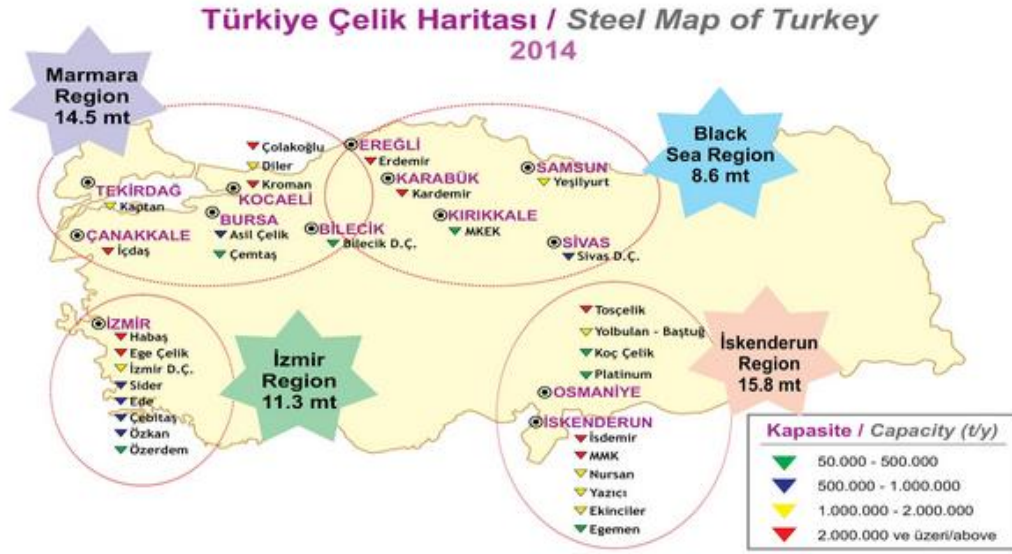 Türkiye Çelik Haritası / Steel Map of Turkey
2014
Marmara
Region
14.5 mt
Black
Sea Region
8.6 mt
Çolakoğlu
Diler
Kroman
KOCAELİ
TEKİRDAĞ
Kaptan
BURSA
Asil Çelik
Çemtaş
ÇANAKKALE
İçdaş
BİLECİK
Bilecik D.Ç.
EREĞLİ
Erdemir
KARABÜK
Kardemir
KIRIKKALE
MKEK
SAMSUN
Yeşilyurt
SİVAS
Sivas D.Ç.
İZMİR
Habaş
Ege Çelik
İzmir D.Ç.
Sider
Ede
Çebitaş
Özkan
Özerdem
İzmir
Region
11.3 mt
Tosçelik
Yolbulan - Baştuğ
Koç Çelik
Platinum
OSMANİYE
İSKENDERUN
İsdemir
MMK
Nursan
Yazıcı
Ekinciler
Egemen
İskenderun
Region
15.8 mt
Kapasite / Capacity (t/y)
50.000 - 500.000
500.000 - 1.000.000
1.000.000 - 2.000.000
2.000.000 ve üzeri/above